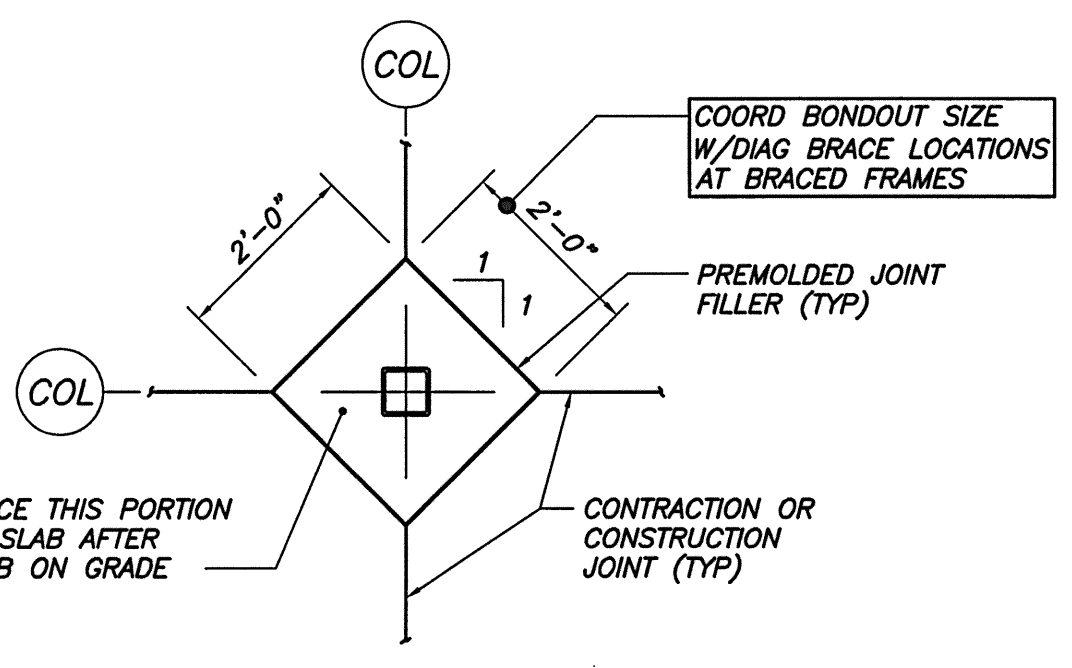 COL
COORD BONDOUT SIZE
W/DIAG BRACE LOCATIONS
AT BRACED FRAMES
2'-0"
2'-0"
1
1
PREMOLDED JOINT
FILLER (TYP)
COL
CE THIS PORTION
SLAB AFTER
B ON GRADE
CONTRACTION OR
CONSTRUCTION
JOINT (TYP)